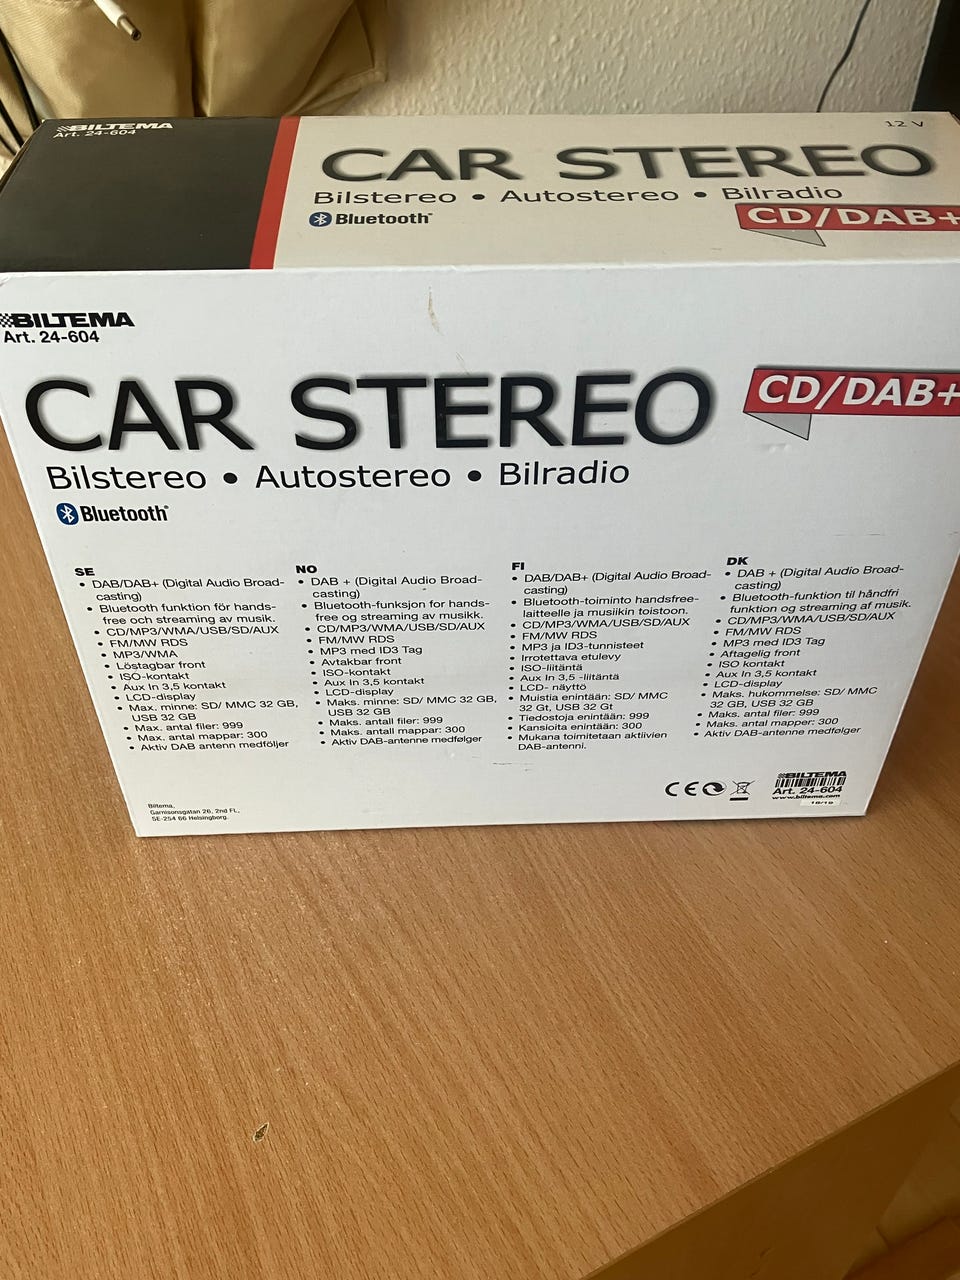 BILTEMA
Art. 24-604
12 V
CAR STEREO
Bilstereo • Autostereo • Bilradio
Bluetooth
CD/DAB+
BILTEMA
Art. 24-604
CAR STEREO
CD/DAB+
Bilstereo • Autostereo • Bilradio
Bluetooth
SE
• DAB/DAB+ (Digital Audio Broad-
casting)
• Bluetooth funktion för hands-
free och streaming av musik.
• CD/MP3/WMA/USB/SD/AUX
• FM/MW RDS
• MP3/WMA
• Löstagbar front
• ISO-kontakt
• Aux In 3,5 kontakt
• LCD-display
• Max. minne: SD/ MMC 32 GB,
USB 32 GB
• Max. antal filer: 999
• Max. antal mappar: 300
• Aktiv DAB antenn medföljer
NO
• DAB + (Digital Audio Broad-
casting)
• Bluetooth-funksjon for hands-
free og streaming av musikk.
• CD/MP3/WMA/USB/SD/AUX
• FM/MW RDS
• MP3 med ID3 Tag
• Avtakbar front
• ISO-kontakt
• Aux In 3,5 kontakt
• LCD-display
• Maks. minne: SD/ MMC 32 GB,
USB 32 GB
• Maks. antall filer: 999
• Maks. antall mappar: 300
• Aktiv DAB-antenne medfølger
FI
• DAB/DAB+ (Digital Audio Broad-
casting)
• Bluetooth-toiminto handsfree-
laitteelle ja musiikin toistoon.
• CD/MP3/WMA/USB/SD/AUX
• FM/MW RDS
• MP3 ja ID3-tunnisteet
• Irrotettava etulevy
• ISO-liitäntä
• Aux In 3,5 -liitäntä
• LCD- näyttö
• Muistia enintään: SD/ MMC
32 Gt, USB 32 Gt
• Tiedostoja enintään: 999
• Kansioita enintään: 300
• Mukana toimitetaan aktiivien
DAB-antenni.
DK
• DAB + (Digital Audio Broad-
casting)
• Bluetooth-funktion til håndfri
funktion og streaming af musik.
• CD/MP3/WMA/USB/SD/AUX
• FM/MW RDS
• MP3 med ID3 Tag
• Aftagelig front
• ISO kontakt
• Aux In 3,5 kontakt
• LCD-display
• Maks. hukommelse: SD/ MMC
32 GB, USB 32 GB
• Maks. antal filer: 999
• Maks. antal mapper: 300
• Aktiv DAB-antenne medfølger
Biltema,
Garnisonsgatan 26, 2nd FL,
SE-254 66 Helsingborg.
CE
BILTEMA
Art. 24-604
www.biltema.com